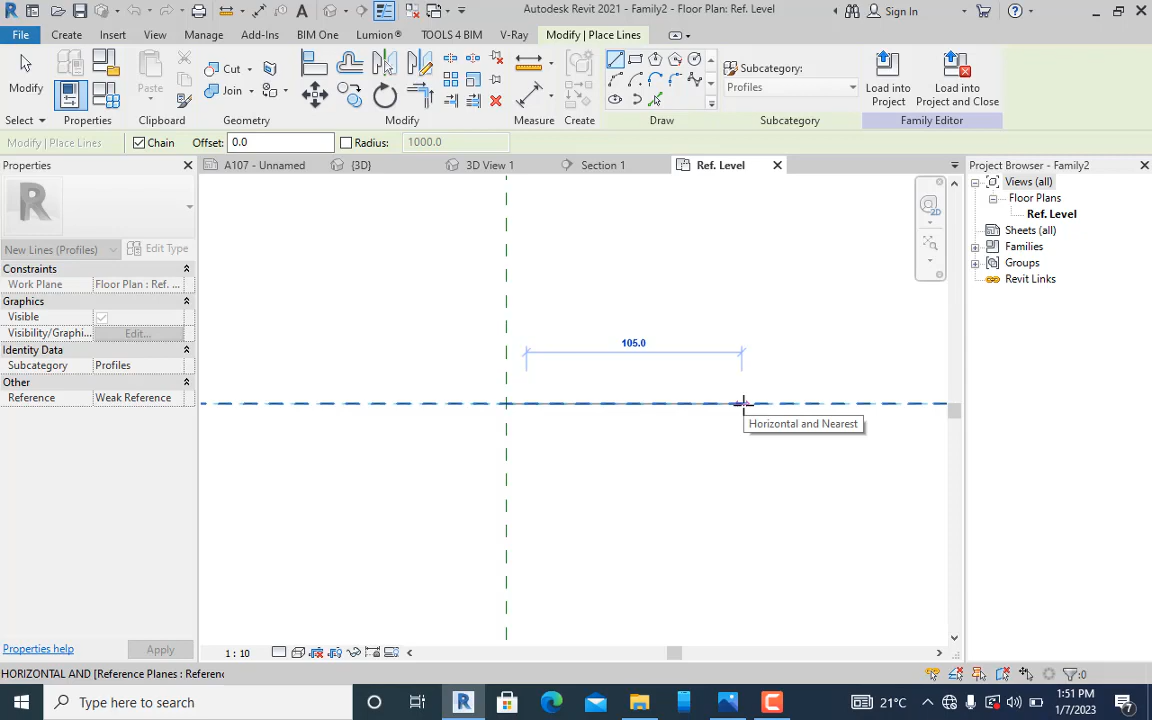 Autodesk Revit 2021 - Family2 - Floor Plan: Ref. Level
Sign In
File Create Insert View Manage Add-Ins BIM One Lumion® TOOLS 4 BIM V-Ray Modify | Place Lines
Modify
Paste
Cut
Join
Subcategory:
Profiles
Load into
Project
Load into
Project and Close
Select Properties Clipboard Geometry Modify Measure Create Draw Subcategory Family Editor
Modify | Place Lines Chain Offset: 0.0 Radius: 1000.0
Properties
A107 - Unnamed {3D} 3D View 1 Section 1 Ref. Level
Project Browser - Family2
R
New Lines (Profiles) Edit Type
Constraints
Work Plane Floor Plan : Ref. ...
Graphics
Visible
Visibility/Graphi... Edit...
Identity Data
Subcategory Profiles
Other
Reference Weak Reference
Properties help Apply
2D
105.0
Horizontal and Nearest
Views (all)
Floor Plans
Ref. Level
Sheets (all)
Families
Groups
Revit Links
1 : 10
HORIZONTAL AND [Reference Planes : Referenc
:0
Type here to search
R
21°C
1:51 PM
1/7/2023
7